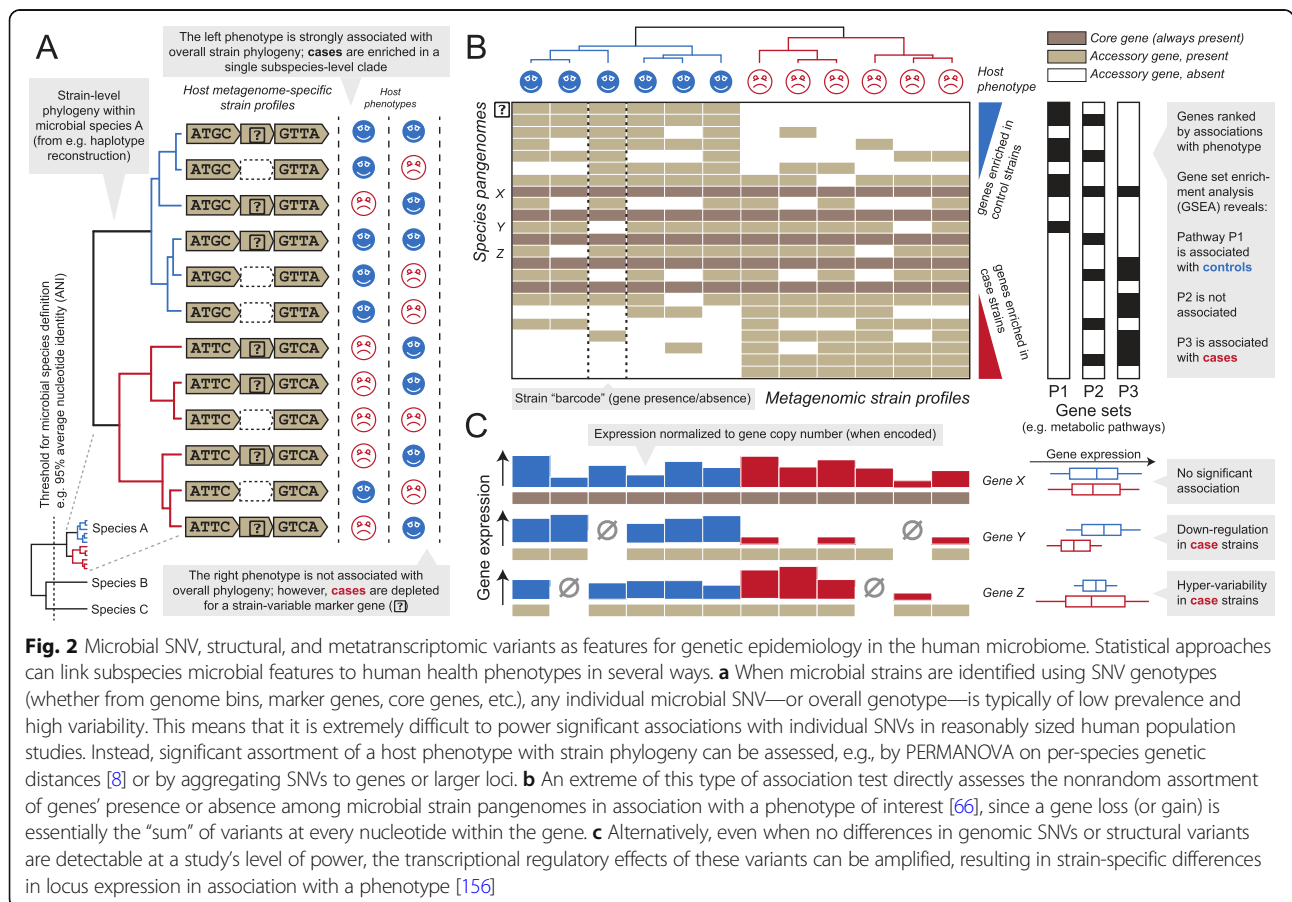 A
The left phenotype is strongly associated with
overall strain phylogeny; cases are enriched in a
single subspecies-level clade
Strain-level
phylogeny within
microbial species A
(from e.g. haplotype
reconstruction)
Host metagenome-specific
strain profiles
Host
phenotypes
ATGC ? GTTA
ATGC GTTA
ATGC ? GTTA
ATGC ? GTTA
ATGC GTTA
ATGC GTTA
ATTC ? GTCA
ATTC ? GTCA
ATTC GTCA
ATTC ? GTCA
ATTC GTCA
ATTC ? GTCA
Threshold for microbial species definition
e.g. 95% average nucleotide identity (ANI)
Species A
Species B
Species C
The right phenotype is not associated with
overall phylogeny; however, cases are depleted
for a strain-variable marker gene (?)
B
Host
phenotype
Species pangenomes
?
X
Y
Z
genes enriched in
control strains
genes enriched in
case strains
Strain “barcode” (gene presence/absence)
Metagenomic strain profiles
Core gene (always present)
Accessory gene, present
Accessory gene, absent
Genes ranked
by associations
with phenotype
Gene set enrich-
ment analysis
(GSEA) reveals:
Pathway P1
is associated
with controls
P2 is not
associated
P3 is associated
with cases
P1 P2 P3
Gene sets
(e.g. metabolic pathways)
C
Expression normalized to gene copy number (when encoded)
Gene expression
Gene expression
Gene X
No significant
association
Ø Ø
Gene Y
Down-regulation
in case strains
Ø Ø
Gene Z
Hyper-variability
in case strains
Fig. 2 Microbial SNV, structural, and metatranscriptomic variants as features for genetic epidemiology in the human microbiome. Statistical approaches
can link subspecies microbial features to human health phenotypes in several ways. a When microbial strains are identified using SNV genotypes
(whether from genome bins, marker genes, core genes, etc.), any individual microbial SNV—or overall genotype—is typically of low prevalence and
high variability. This means that it is extremely difficult to power significant associations with individual SNVs in reasonably sized human population
studies. Instead, significant assortment of a host phenotype with strain phylogeny can be assessed, e.g., by PERMANOVA on per-species genetic
distances [8] or by aggregating SNVs to genes or larger loci. b An extreme of this type of association test directly assesses the nonrandom assortment
of genes’ presence or absence among microbial strain pangenomes in association with a phenotype of interest [66], since a gene loss (or gain) is
essentially the “sum” of variants at every nucleotide within the gene. c Alternatively, even when no differences in genomic SNVs or structural variants
are detectable at a study’s level of power, the transcriptional regulatory effects of these variants can be amplified, resulting in strain-specific differences
in locus expression in association with a phenotype [156]